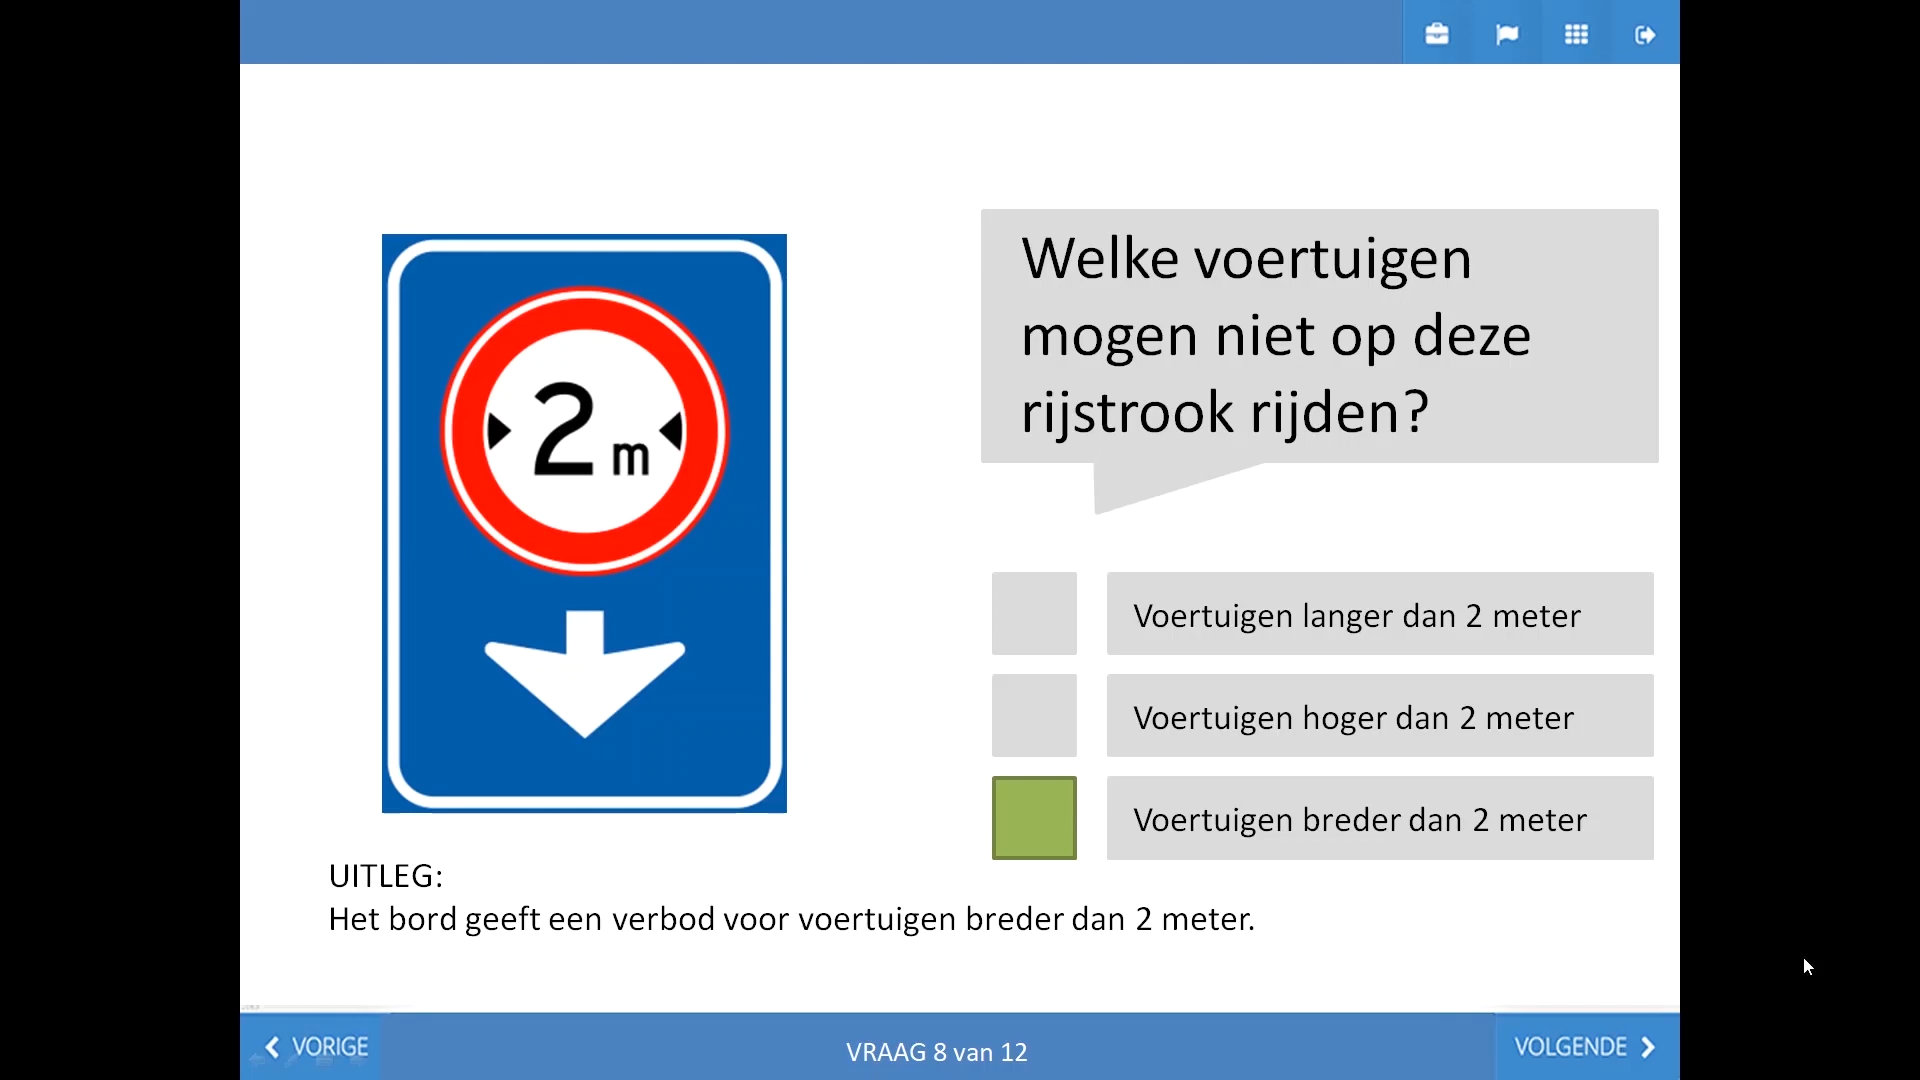 2 m
Welke voertuigen
mogen niet op deze
rijstrook rijden?
Voertuigen langer dan 2 meter
Voertuigen hoger dan 2 meter
Voertuigen breder dan 2 meter
UITLEG:
Het bord geeft een verbod voor voertuigen breder dan 2 meter.
VORIGE
VRAAG 8 van 12
VOLGENDE